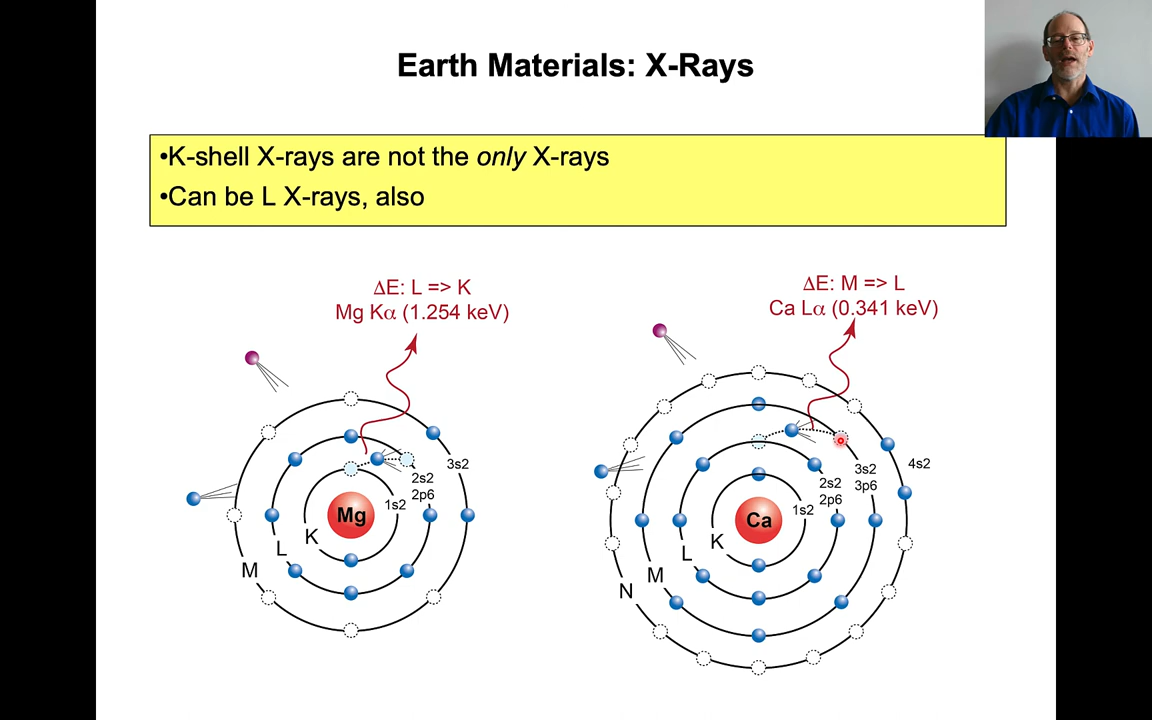 Earth Materials: X-Rays
•K-shell X-rays are not the only X-rays
•Can be L X-rays, also
ΔE: L => K
Mg Kα (1.254 keV)
3s2
2s2
2p6
1s2
Mg
K
L
M
ΔE: M => L
Ca Lα (0.341 keV)
4s2
3s2
3p6
2s2
2p6
1s2
Ca
K
L
M
N